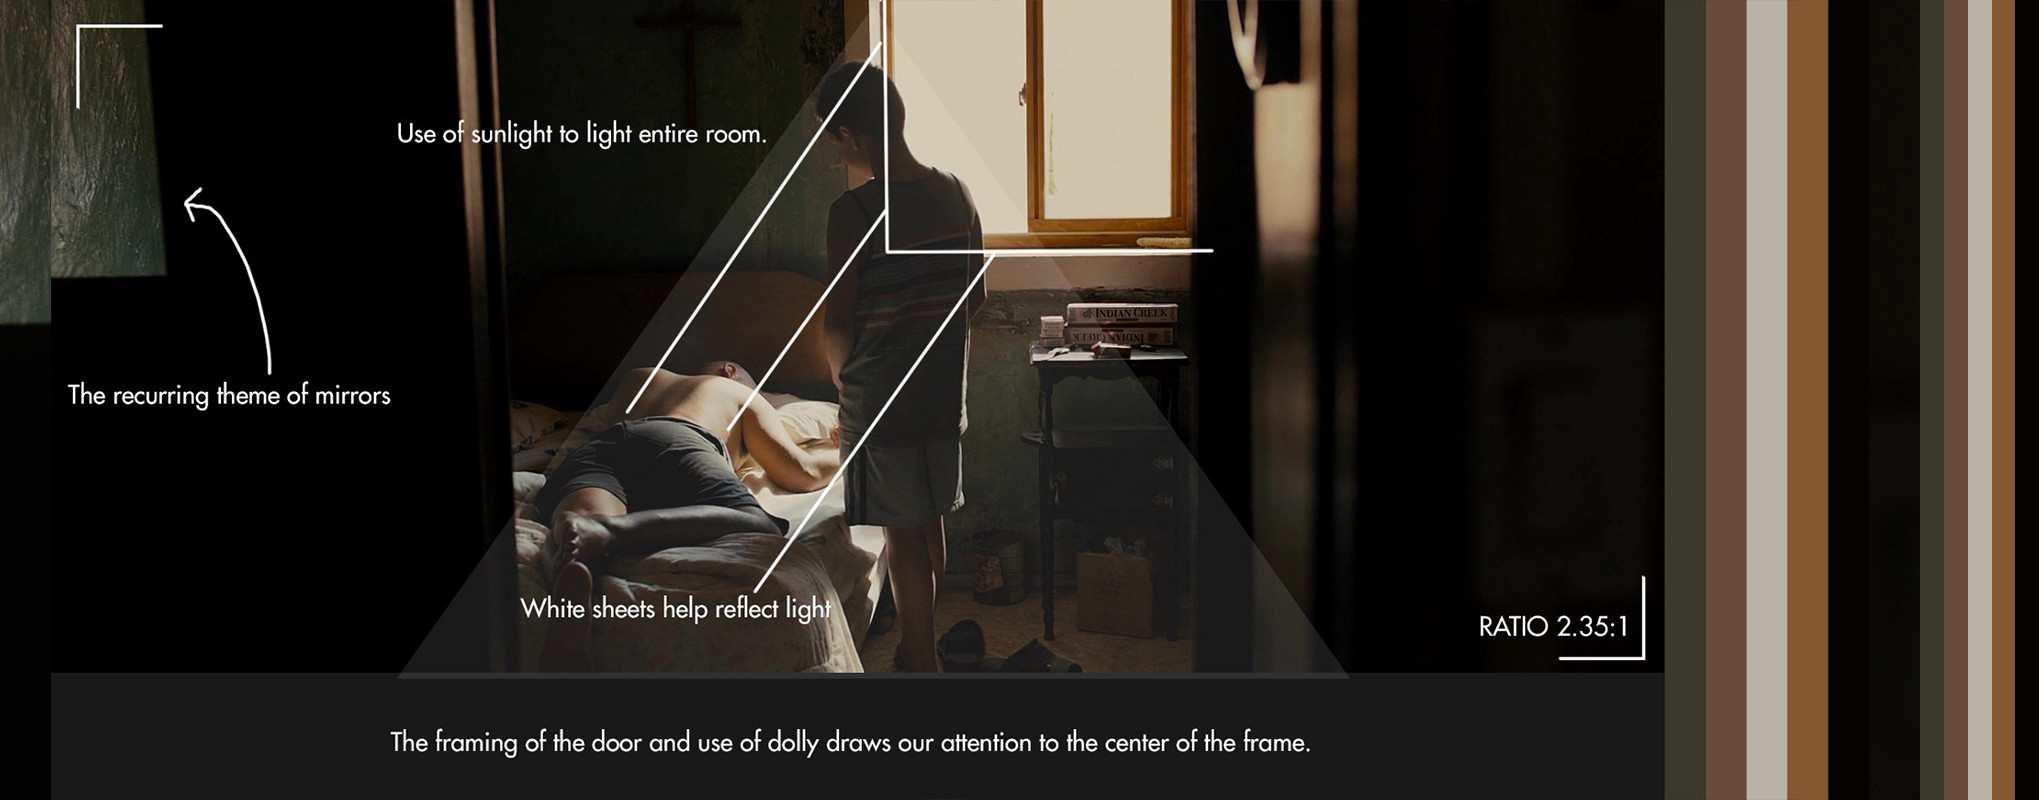 Use of sunlight to light entire room.
The recurring theme of mirrors
INDIAN CREEK
INDIAN CREEK
White sheets help reflect light
RATIO 2.35:1
The framing of the door and use of dolly draws our attention to the center of the frame.